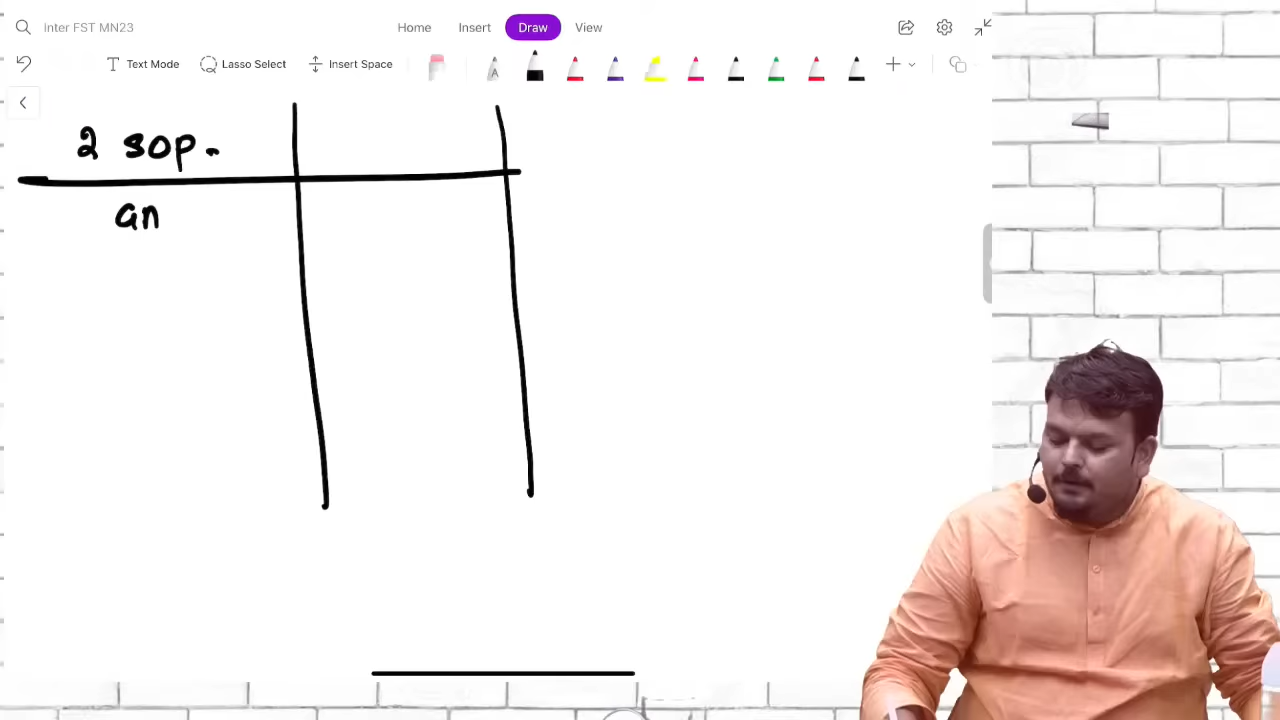 inter FST MN23
Home Insert Draw View
Text Mode Lasso Select Insert Space
A
2 sop.
an